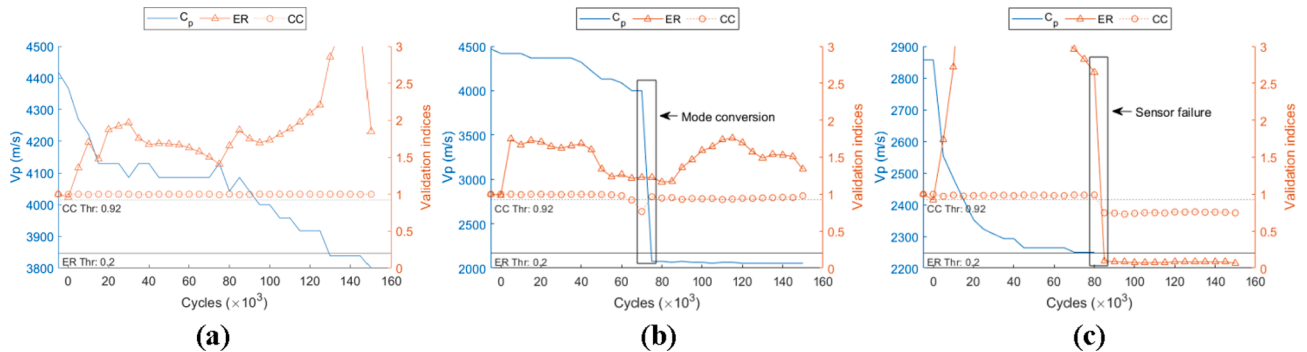 C_p ER CC
4500
4400
4300
4200
4100
4000
3900
3800
Vp (m/s)
3
2.5
2
1.5
1
0.5
0
Validation indices
CC Thr: 0.92
ER Thr: 0.2
0 20 40 60 80 100 120 140 160
Cycles (×10³)
(a)
C_p ER CC
4500
4000
3500
3000
2500
2000
Vp (m/s)
3
2.5
2
1.5
1
0.5
0
Validation indices
Mode conversion
CC Thr: 0.92
ER Thr: 0.2
0 20 40 60 80 100 120 140 160
Cycles (×10³)
(b)
C_p ER CC
2900
2800
2700
2600
2500
2400
2300
2200
Vp (m/s)
3
2.5
2
1.5
1
0.5
0
Validation indices
Sensor failure
CC Thr: 0.92
ER Thr: 0.2
0 20 40 60 80 100 120 140 160
Cycles (×10³)
(c)